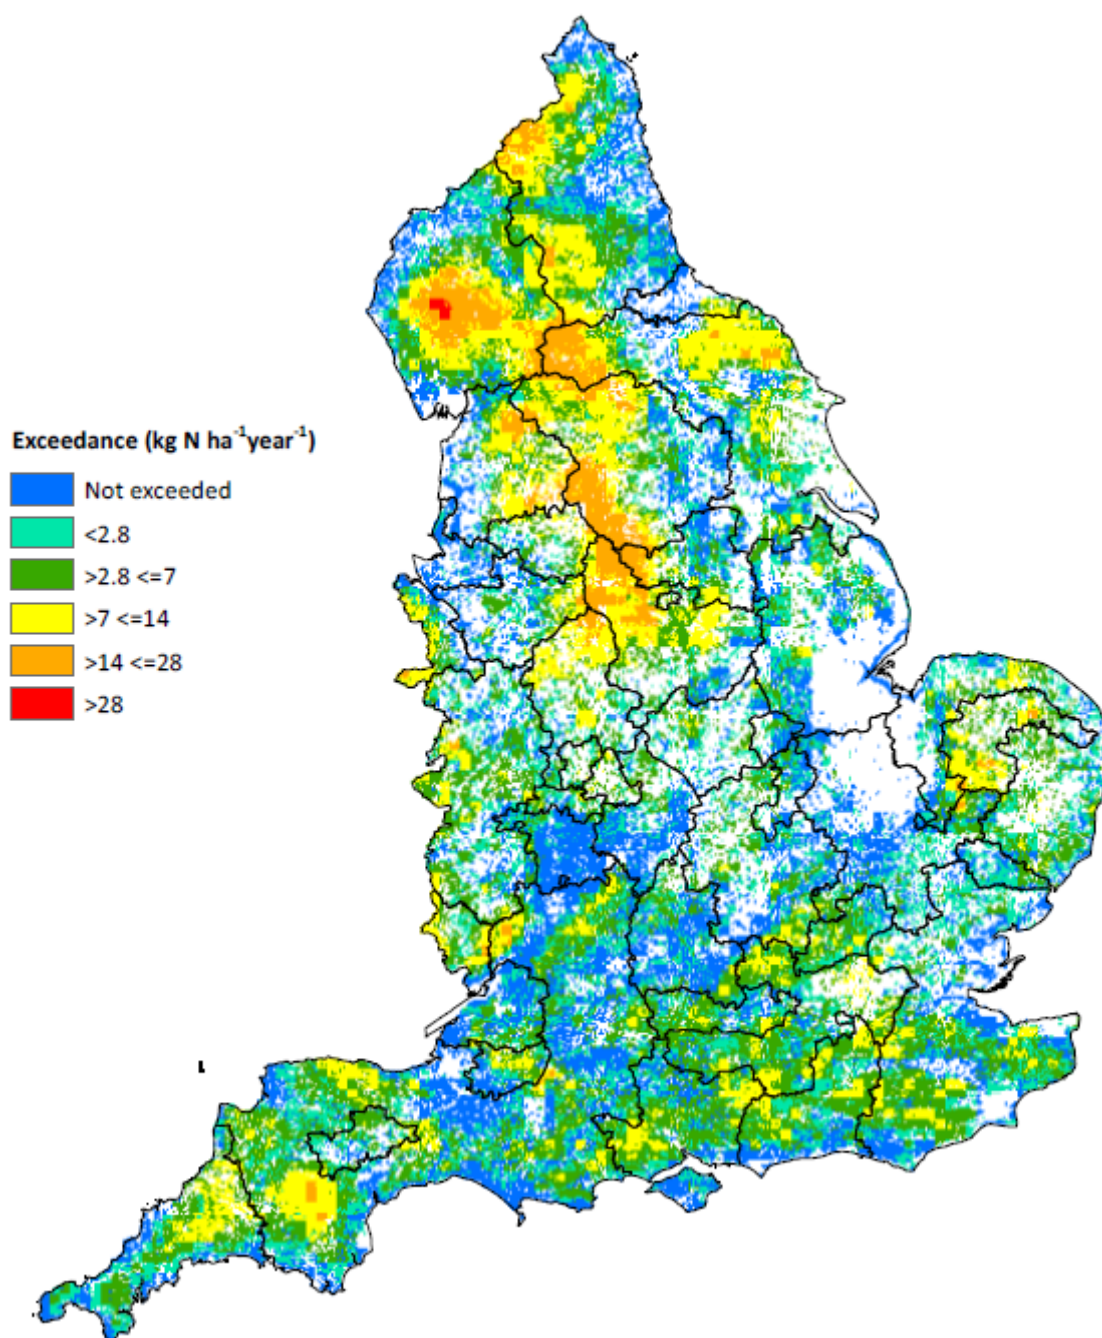 Exceedance (kg N ha⁻¹year⁻¹)
Not exceeded
<2.8
>2.8 <=7
>7 <=14
>14 <=28
>28